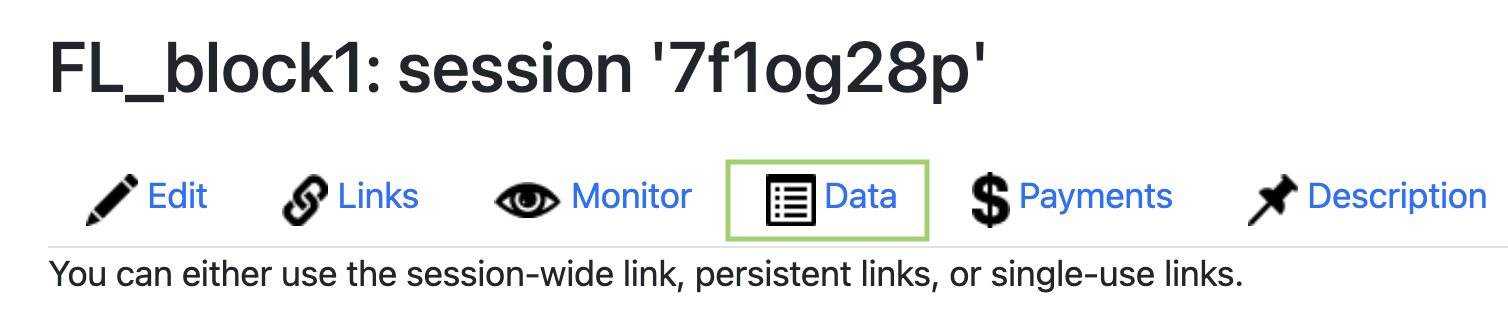 FL_block1: session '7f1og28p'
Edit Links Monitor Data Payments Description
You can either use the session-wide link, persistent links, or single-use links.